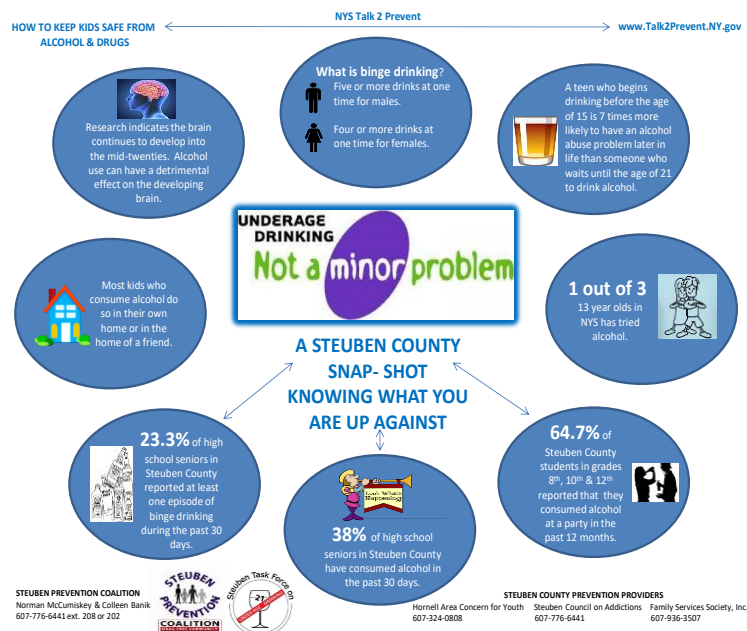 NYS Talk 2 Prevent
HOW TO KEEP KIDS SAFE FROM
ALCOHOL & DRUGS
www.Talk2Prevent.NY.gov
Research indicates the brain
continues to develop into
the mid-twenties. Alcohol
use can have a detrimental
effect on the developing
brain.
What is binge drinking?
Five or more drinks at one
time for males.
Four or more drinks at
one time for females.
A teen who begins
drinking before the age
of 15 is 7 times more
likely to have an alcohol
abuse problem later in
life than someone who
waits until the age of 21
to drink alcohol.
UNDERAGE
DRINKING
Not a minor problem
Most kids who
consume alcohol do
so in their own
home or in the
home of a friend.
1 out of 3
13 year olds in
NYS has tried
alcohol.
A STEUBEN COUNTY
SNAP- SHOT
KNOWING WHAT YOU
ARE UP AGAINST
23.3% of high
school seniors in
Steuben County
reported at least
one episode of
binge drinking
during the past 30
days.
Look What's
Happening!
38% of high school
seniors in Steuben County
have consumed alcohol in
the past 30 days.
64.7% of
Steuben County
students in grades
8th, 10th & 12th
reported that they
consumed alcohol
at a party in the
past 12 months.
STEUBEN PREVENTION COALITION
Norman McCumiskey & Colleen Banik
607-776-6441 ext. 208 or 202
STEUBEN
PREVENTION
COALITION
Steuben Task Force on
21
STEUBEN COUNTY PREVENTION PROVIDERS
Hornell Area Concern for Youth Steuben Council on Addictions Family Services Society, Inc
607-324-0808 607-776-6441 607-936-3507